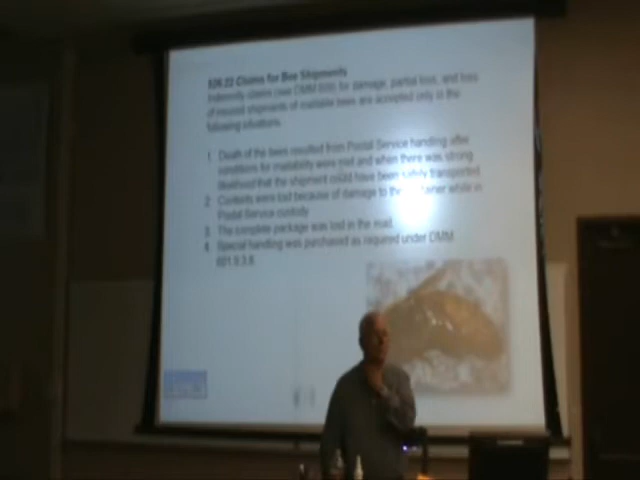 526.22 Claims for Bee Shipments
Indemnity claims (see DMM 609) for damage, partial loss, and loss
of insured shipments of mailable bees are accepted only in the
following situations:
1. Death of the bees resulted from Postal Service handling after
conditions for mailability were met and when there was strong
likelihood that the shipment could have been safely transported
2. Contents were lost because of damage to the container while in
Postal Service custody
3. The complete package was lost in the mail
4. Special handling was purchased as required under DMM
601.9.3.6